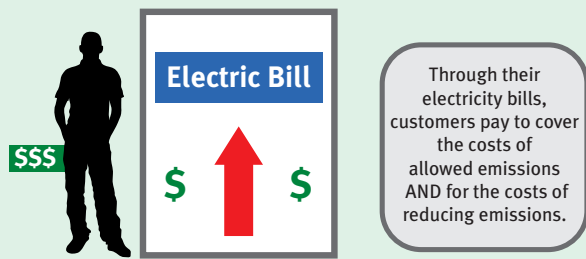 $$$
Electric Bill
$ $
Through their
electricity bills,
customers pay to cover
the costs of
allowed emissions
AND for the costs of
reducing emissions.